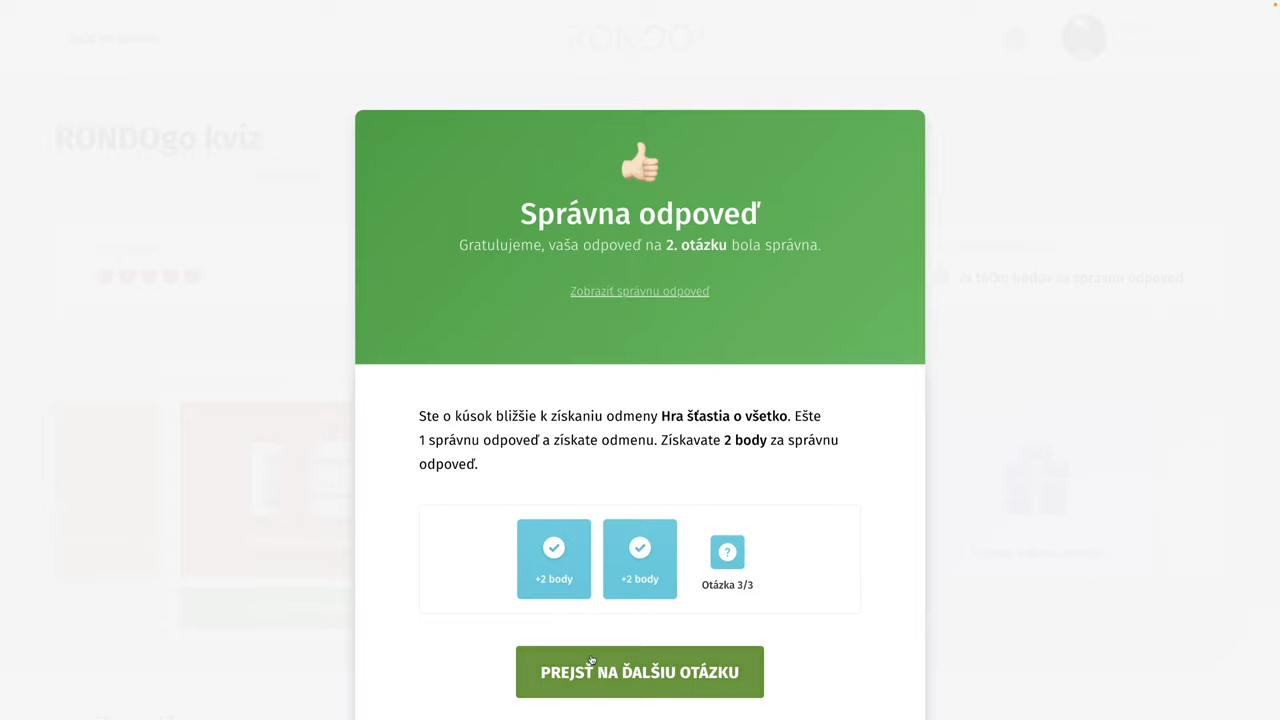 RONDOgo kvíz
Správna odpoveď
Gratulujeme, vaša odpoveď na 2. otázku bola správna.
Zobraziť správnu odpoveď
Ste o kúsok bližšie k získaniu odmeny Hra šťastia o všetko. Ešte
1 správnu odpoveď a získate odmenu. Získavate 2 body za správnu
odpoveď.
+2 body
+2 body
?
Otázka 3/3
PREJSŤ NA ĎALŠIU OTÁZKU